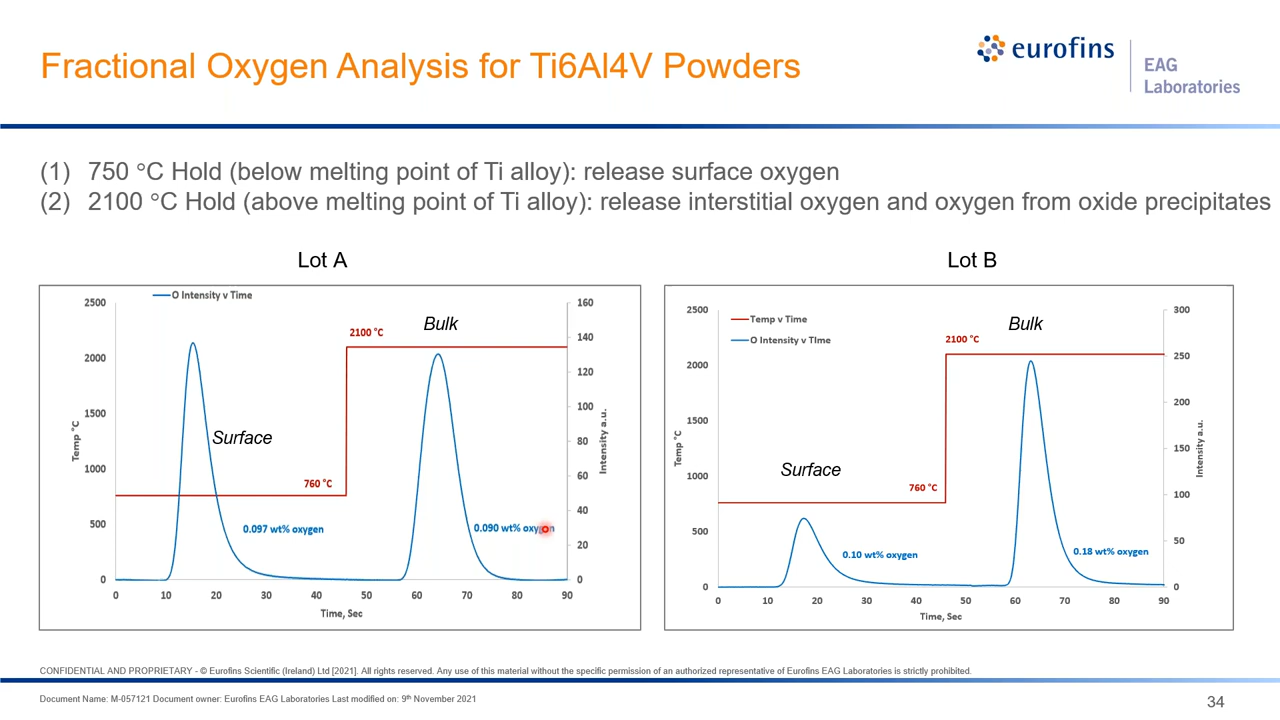 Fractional Oxygen Analysis for Ti6Al4V Powders
eurofins
EAG
Laboratories
(1) 750 °C Hold (below melting point of Ti alloy): release surface oxygen
(2) 2100 °C Hold (above melting point of Ti alloy): release interstitial oxygen and oxygen from oxide precipitates
Lot A
O Intensity v Time
Bulk
2100 °C
Surface
760 °C
0.097 wt% oxygen
0.090 wt% oxygen
2500
2000
1500
1000
500
0
Temp °C
160
140
120
100
80
60
40
20
0
Intensity a.u.
0 10 20 30 40 50 60 70 80 90
Time, Sec
Lot B
Temp v Time
O Intensity v TIme
Bulk
2100 °C
Surface
760 °C
0.10 wt% oxygen
0.18 wt% oxygen
2500
2000
1500
1000
500
0
Temp °C
300
250
200
150
100
50
0
Intensity a.u.
0 10 20 30 40 50 60 70 80 90
Time, Sec
CONFIDENTIAL AND PROPRIETARY - © Eurofins Scientific (Ireland) Ltd [2021]. All rights reserved. Any use of this material without the specific permission of an authorized representative of Eurofins EAG Laboratories is strictly prohibited.
Document Name: M-057121 Document owner: Eurofins EAG Laboratories Last modified on: 9th November 2021
34